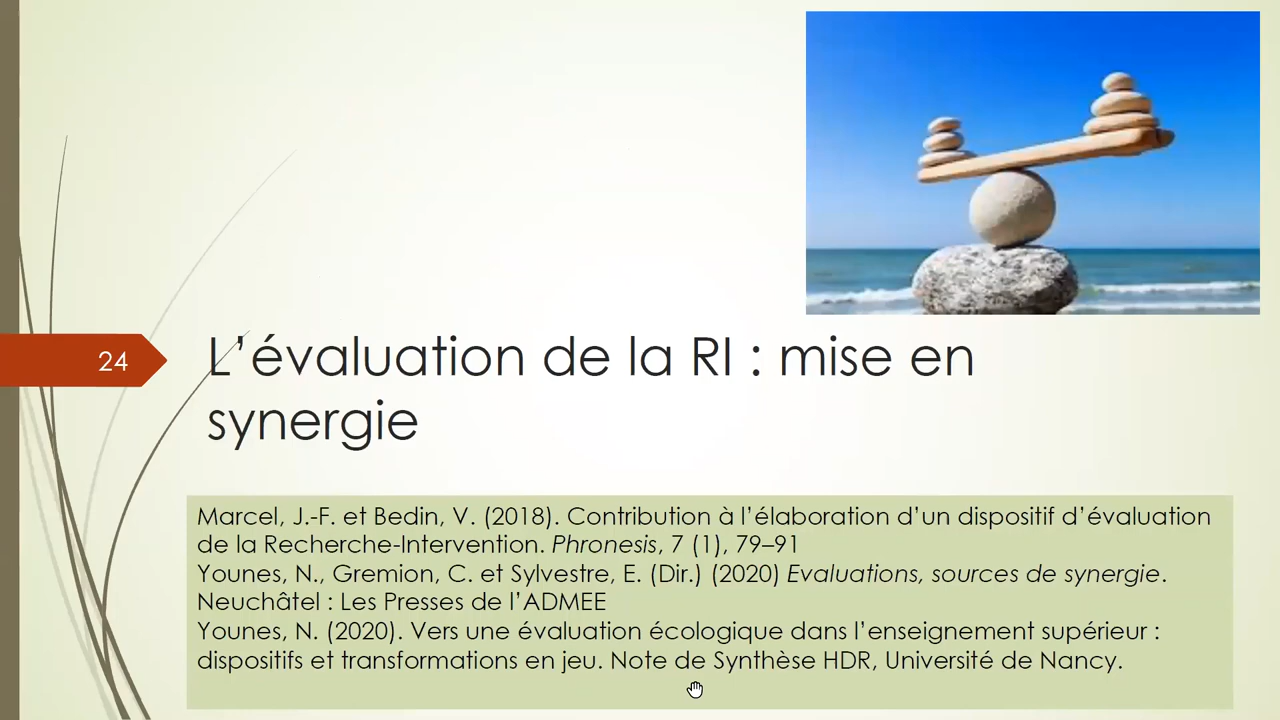 24
L’évaluation de la RI : mise en
synergie
Marcel, J.-F. et Bedin, V. (2018). Contribution à l’élaboration d’un dispositif d’évaluation
de la Recherche-Intervention. Phronesis, 7 (1), 79–91
Younes, N., Gremion, C. et Sylvestre, E. (Dir.) (2020) Evaluations, sources de synergie.
Neuchâtel : Les Presses de l’ADMEE
Younes, N. (2020). Vers une évaluation écologique dans l’enseignement supérieur :
dispositifs et transformations en jeu. Note de Synthèse HDR, Université de Nancy.